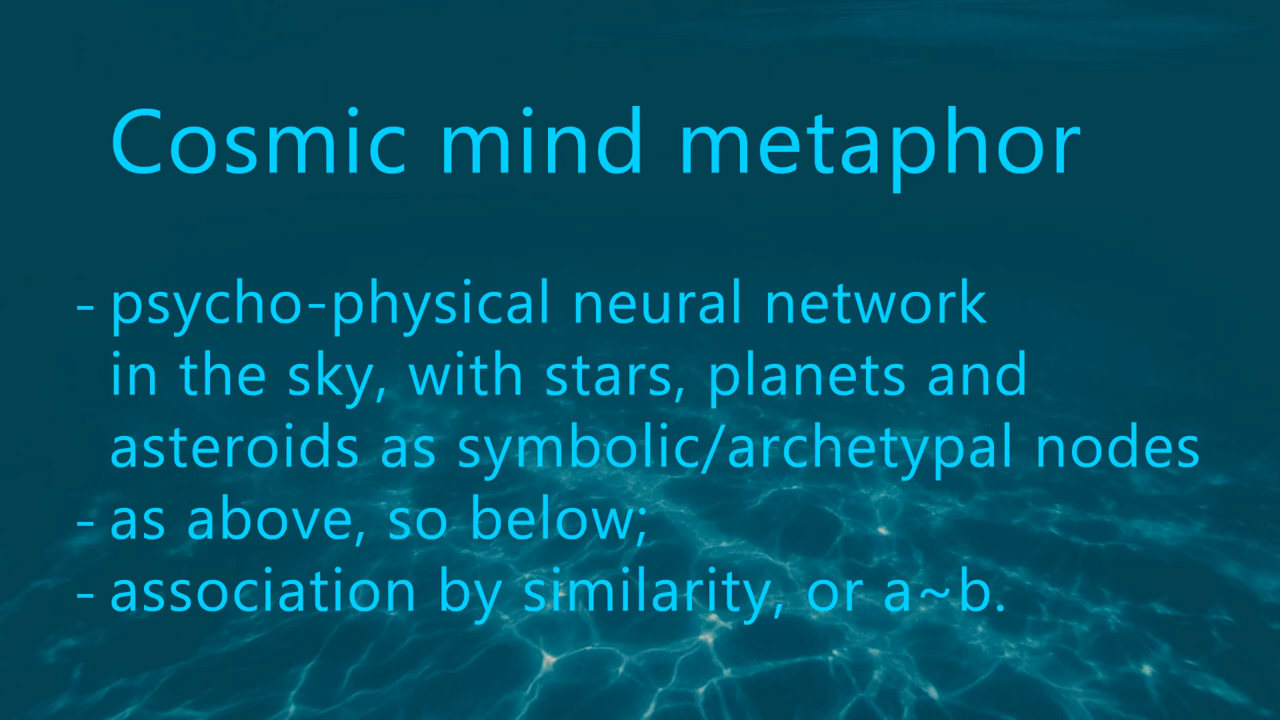 Cosmic mind metaphor
- psycho-physical neural network
in the sky, with stars, planets and
asteroids as symbolic/archetypal nodes
- as above, so below;
- association by similarity, or a~b.